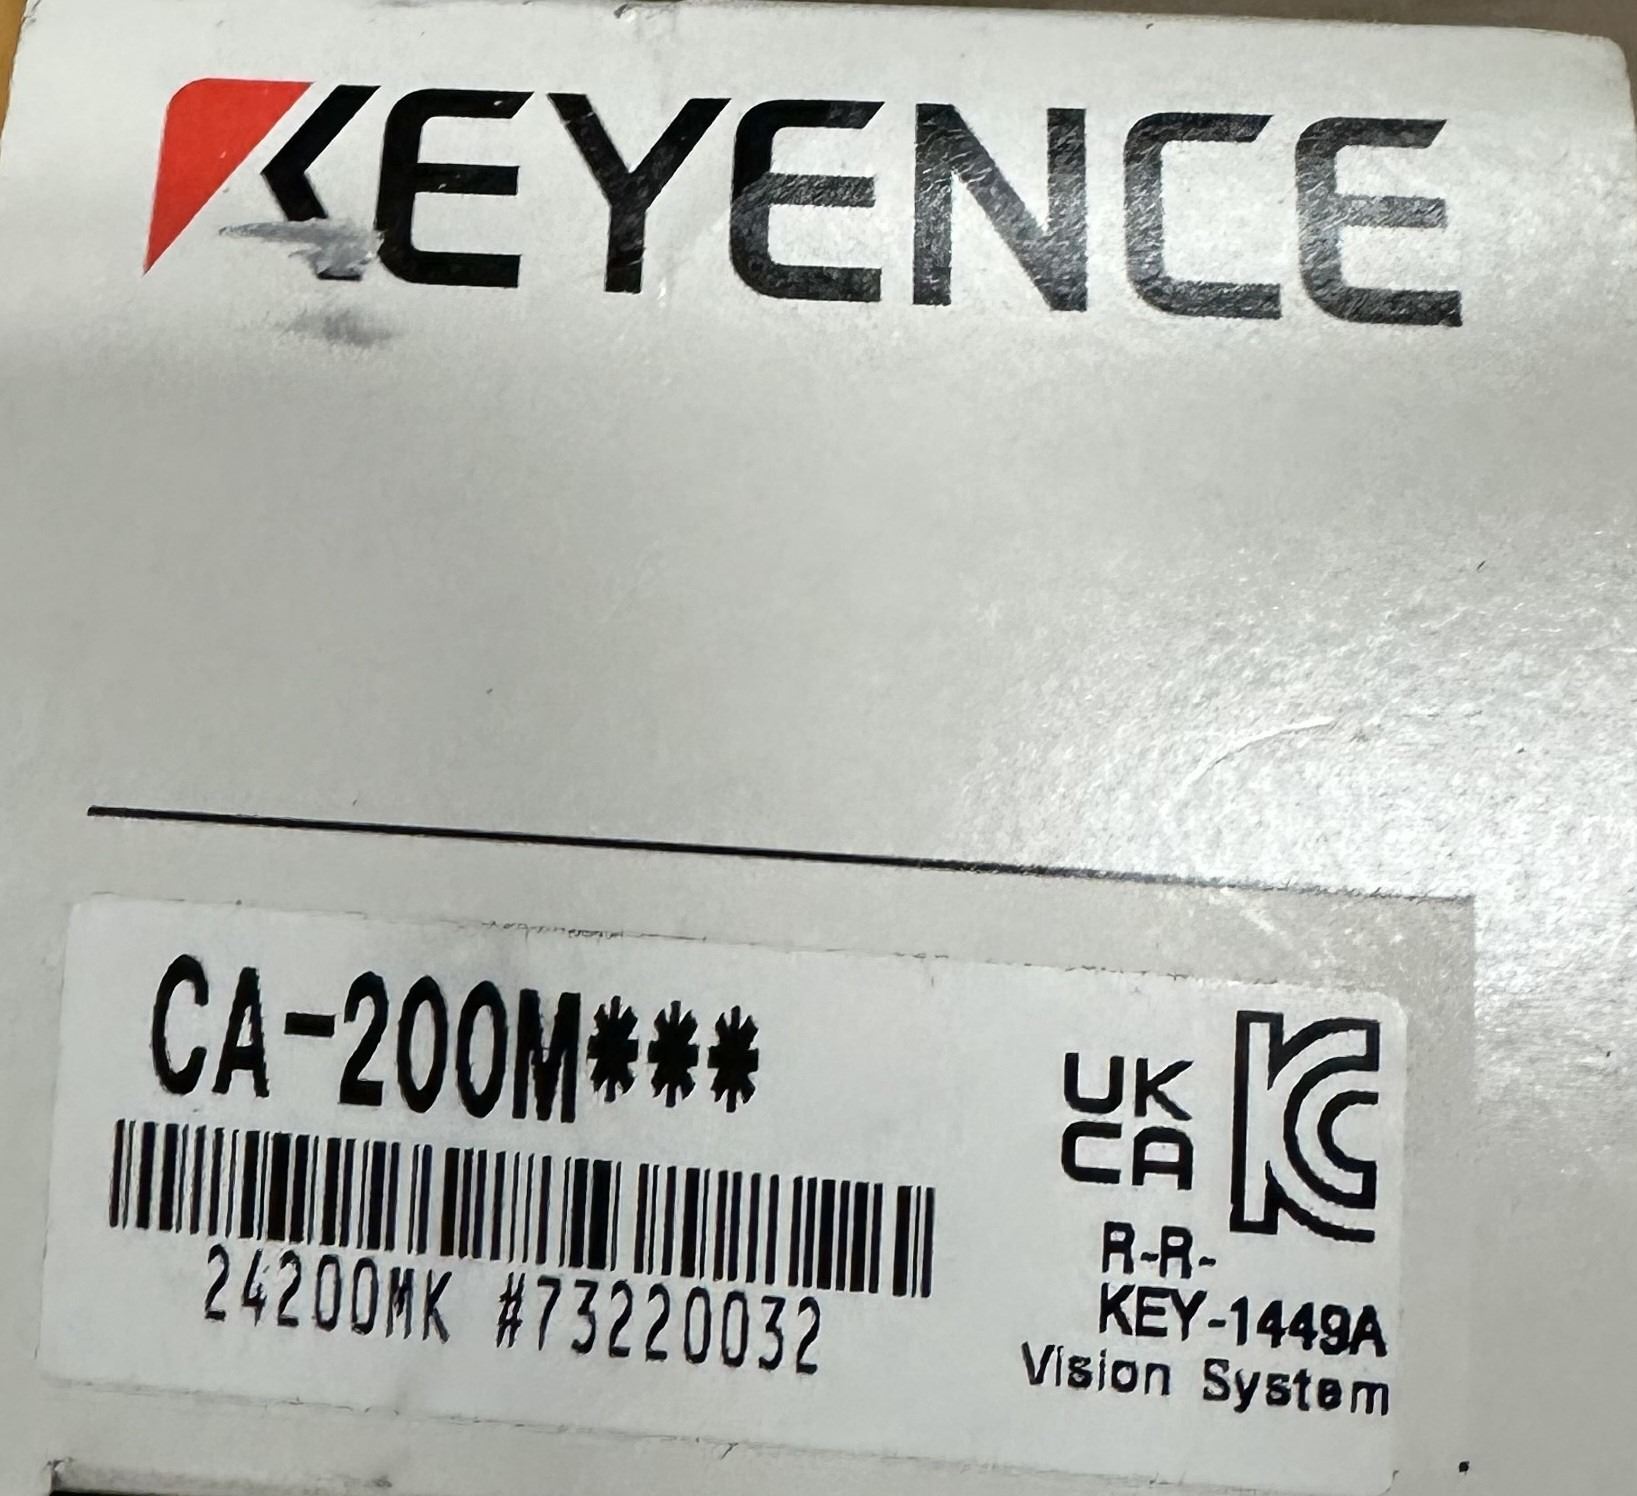 KEYENCE
CA-200M***
24200MK #73220032
UK
CA
R-R-
KEY-1449A
Vision System